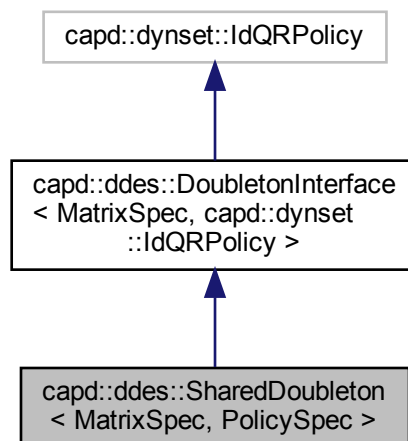 capd::dynset::IdQRPolicy
capd::ddes::DoubletonInterface
< MatrixSpec, capd::dynset
::IdQRPolicy >
capd::ddes::SharedDoubleton
< MatrixSpec, PolicySpec >